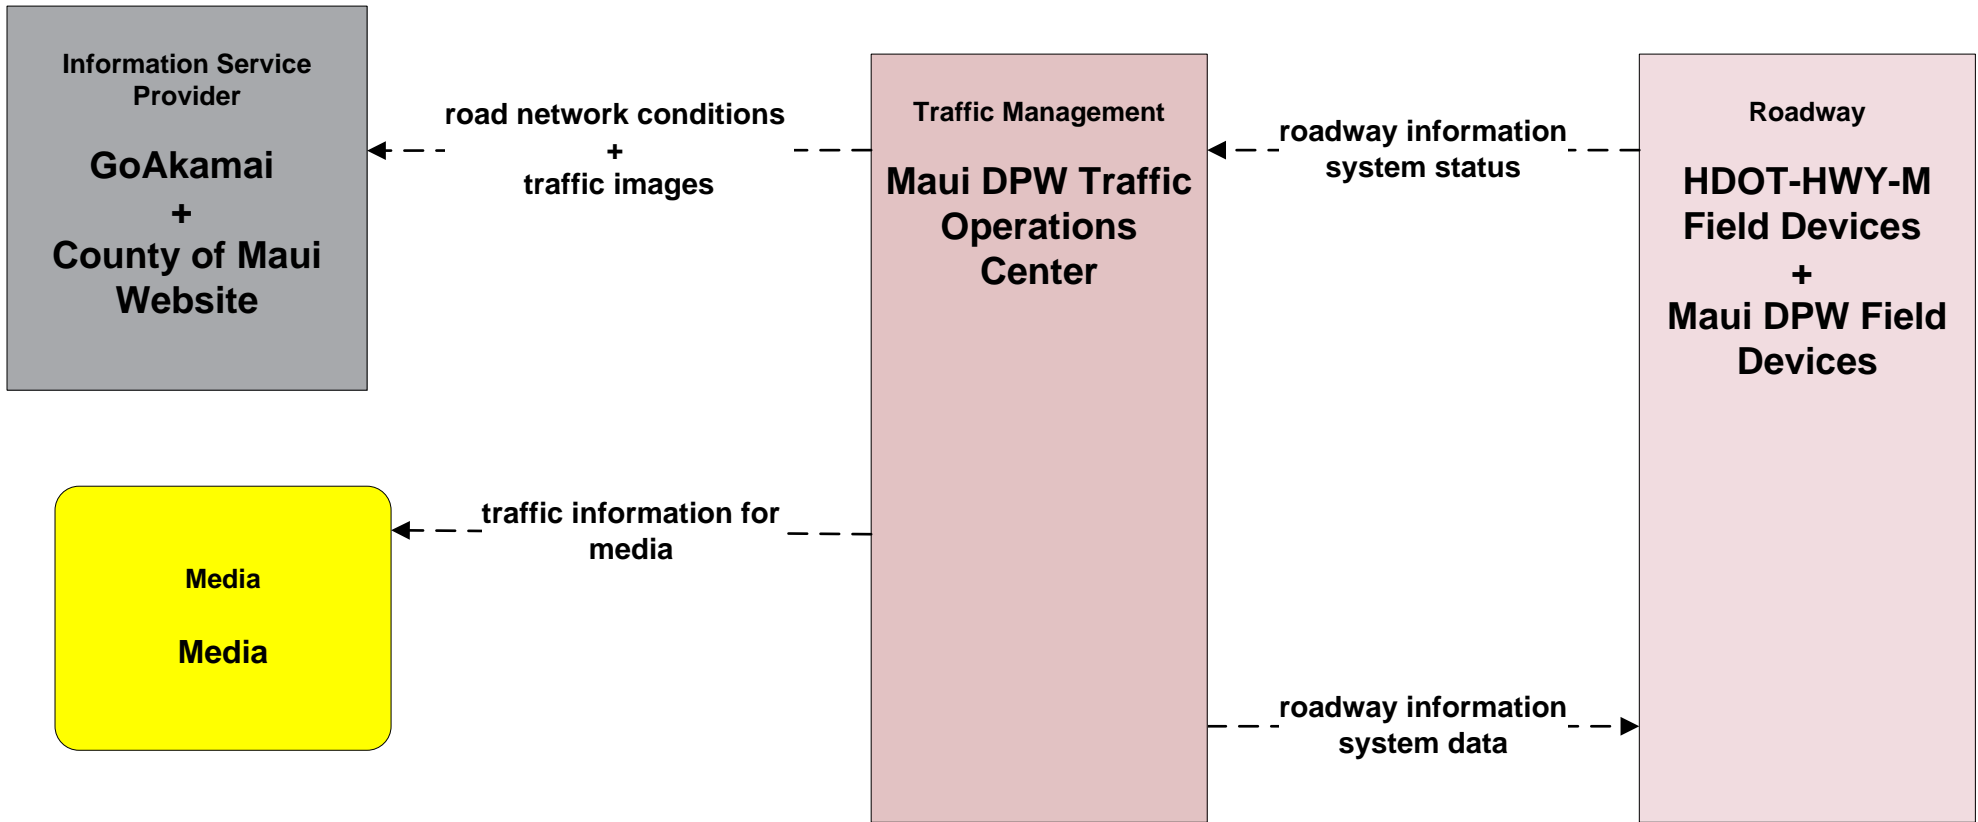 Information Service
Provider
GoAkamai
+
County of Maui
Website
road network conditions
+
traffic images
Traffic Management
Maui DPW Traffic
Operations
Center
roadway information
system status
Roadway
HDOT-HWY-M
Field Devices
+
Maui DPW Field
Devices
traffic information for
media
Media
Media
roadway information
system data